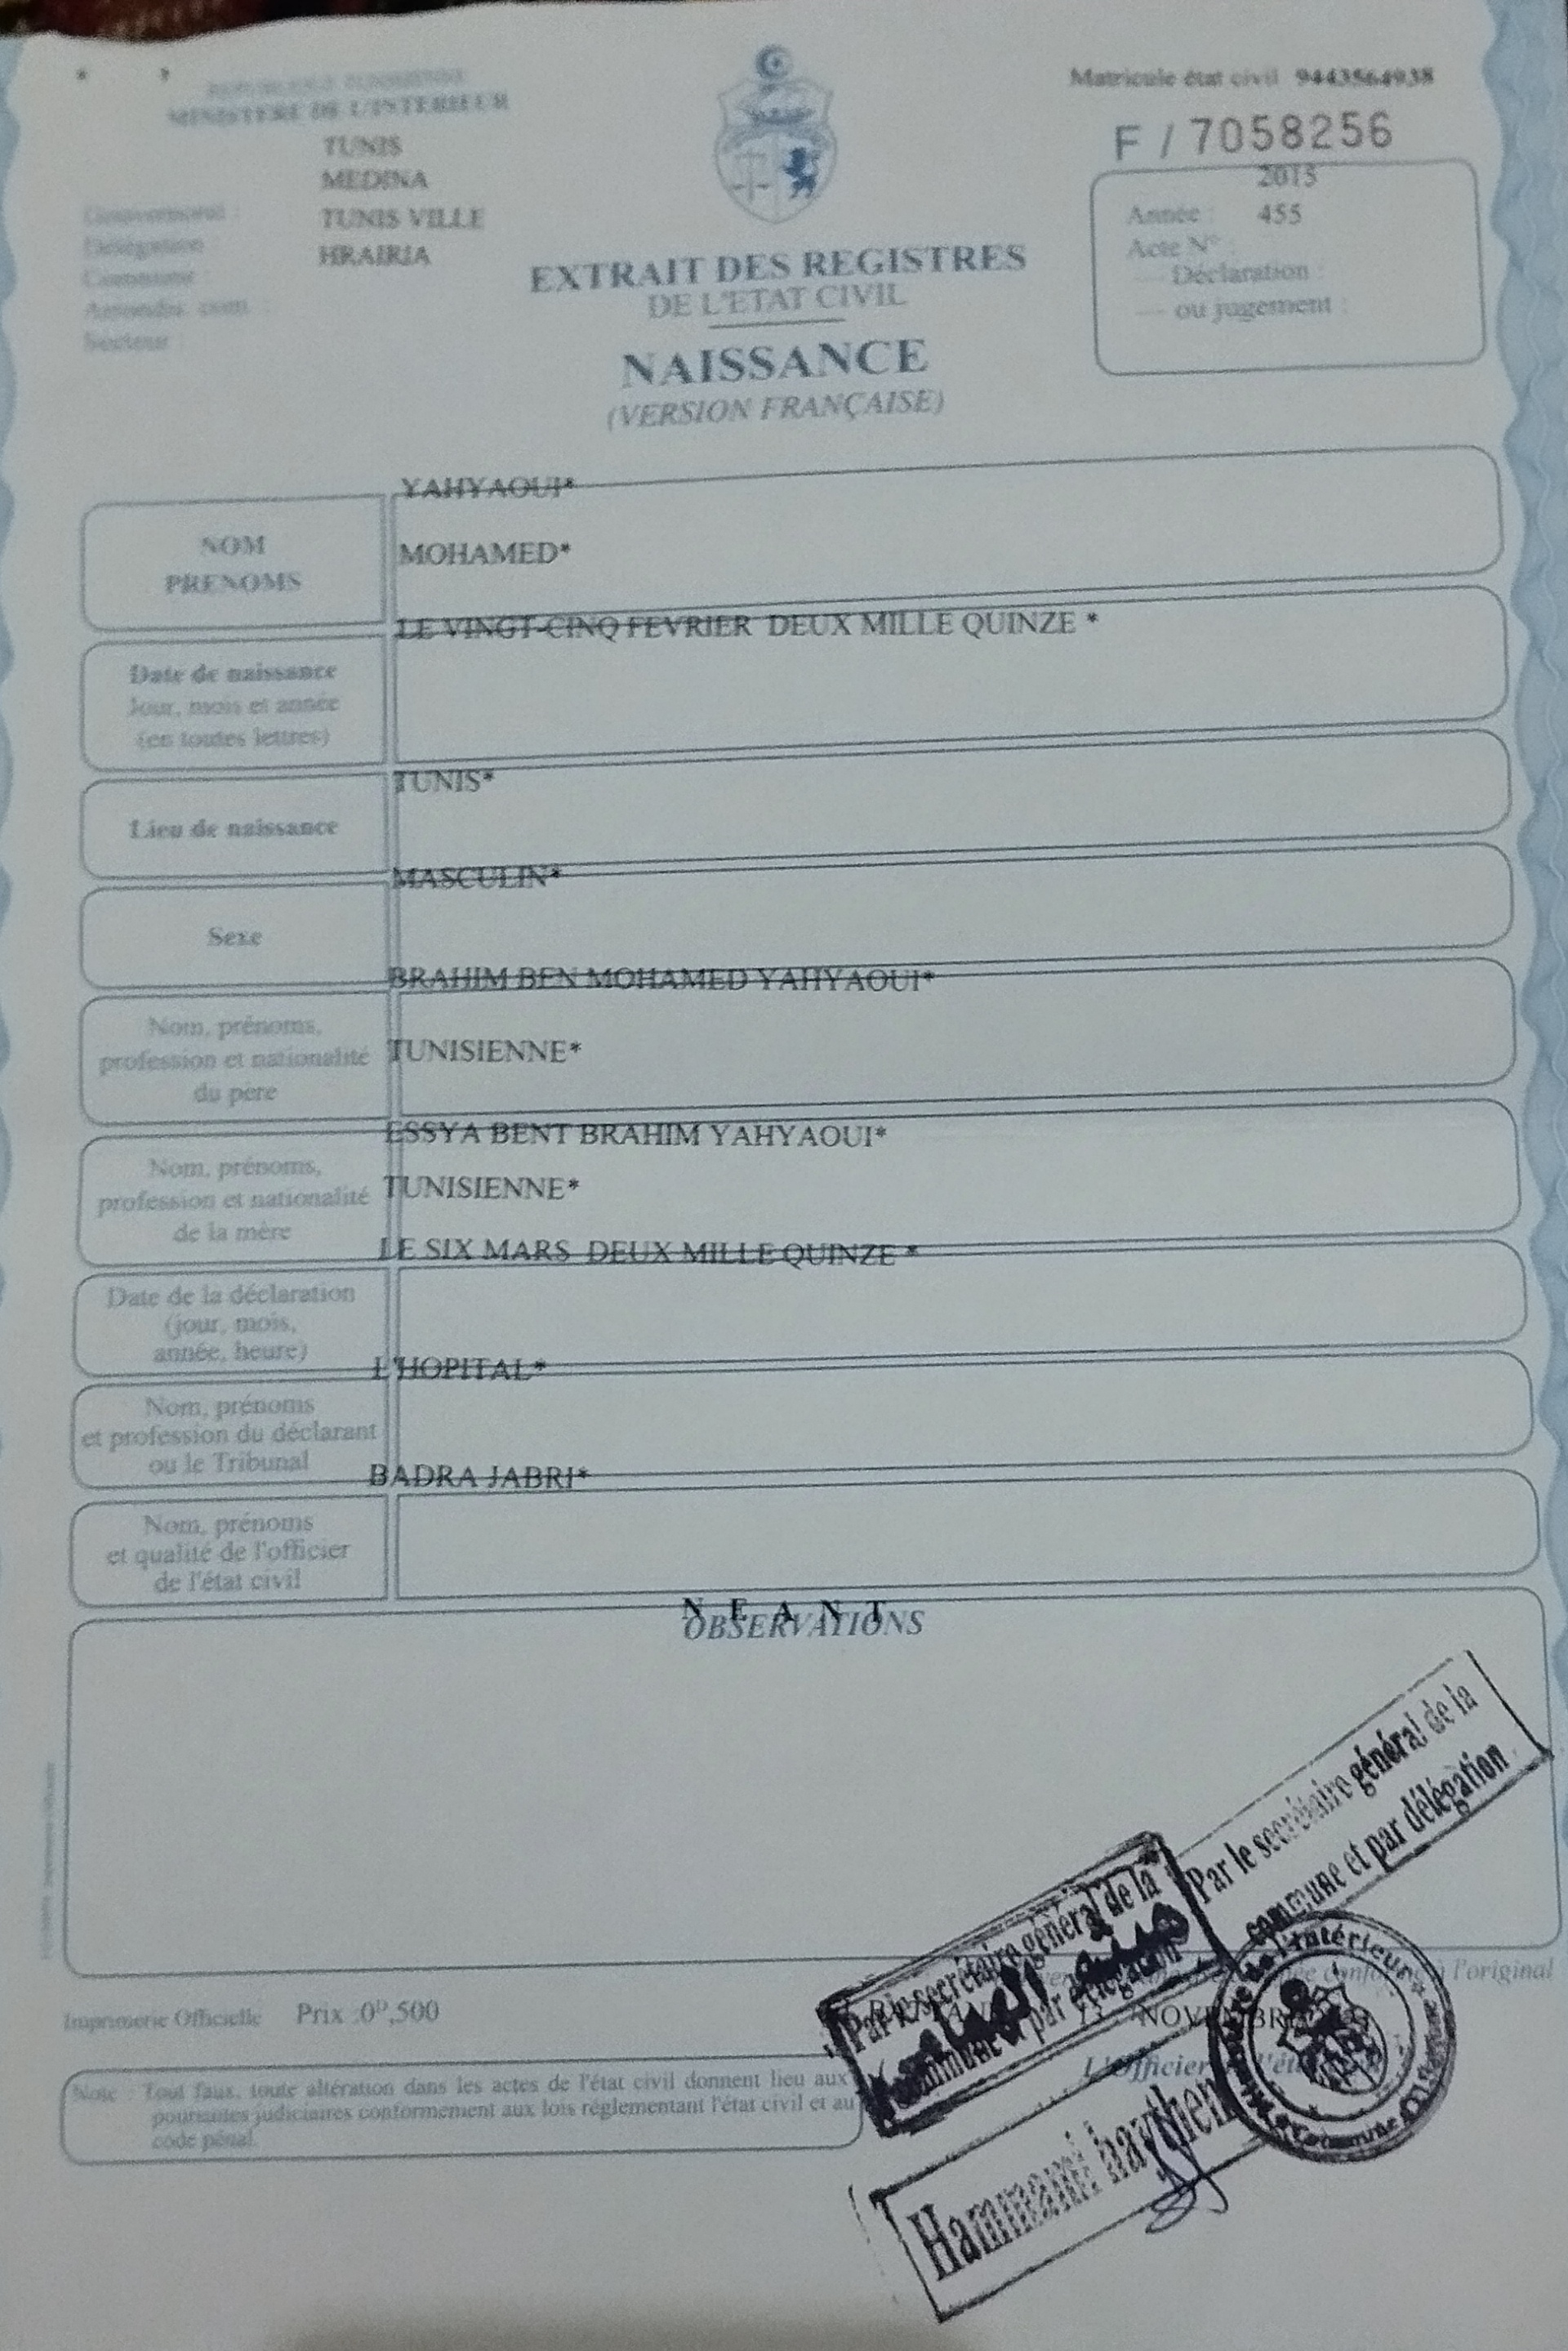 REPUBLIQUE TUNISIENNE
MINISTERE DE L'INTERIEUR
TUNIS
MEDINA
Gouvernorat : TUNIS VILLE
Délégation
HRAIRIA
Commune :
Arrondis. com :
Secteur :
Matricule état civil 9443564938
F / 7058256
2015
Année : 455
Acte N° :
— Déclaration :
— ou jugement :
EXTRAIT DES REGISTRES
DE L'ETAT CIVIL
NAISSANCE
(VERSION FRANÇAISE)
YAHYAOUI*
NOM
MOHAMED*
PRENOMS
LE VINGT-CINQ FEVRIER DEUX MILLE QUINZE *
Date de naissance
Jour, mois et année
(en toutes lettres)
TUNIS*
Lieu de naissance
MASCULIN*
Sexe
BRAHIM BEN MOHAMED YAHYAOUI*
Nom, prénoms,
profession et nationalité
du père
TUNISIENNE*
ESSYA BENT BRAHIM YAHYAOUI*
Nom, prénoms,
profession et nationalité
de la mère
TUNISIENNE*
LE SIX MARS DEUX MILLE QUINZE *
Date de la déclaration
(jour, mois,
année, heure)
L'HOPITAL*
Nom, prénoms
et profession du déclarant
ou le Tribunal
BADRA JABRI*
Nom, prénoms
et qualité de l'officier
de l'état civil
N E A N T
OBSERVATIONS
Par le secrétaire général de la
commune et par délégation
Par le secrétaire général de la
commune et par délégation
conforme à l'original
Imprimerie Officielle Prix :0ᴰ,500
13 NOVEMBRE
L'Officier
Note : Tout faux, toute altération dans les actes de l'état civil donnent lieu aux
poursuites judiciaires conformement aux lois réglementant l'état civil et au
code pénal.
Hammami haythem